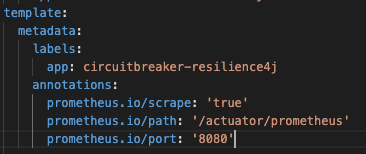 template:
metadata:
labels:
app: circuitbreaker-resilience4j
annotations:
prometheus.io/scrape: 'true'
prometheus.io/path: '/actuator/prometheus'
prometheus.io/port: '8080'